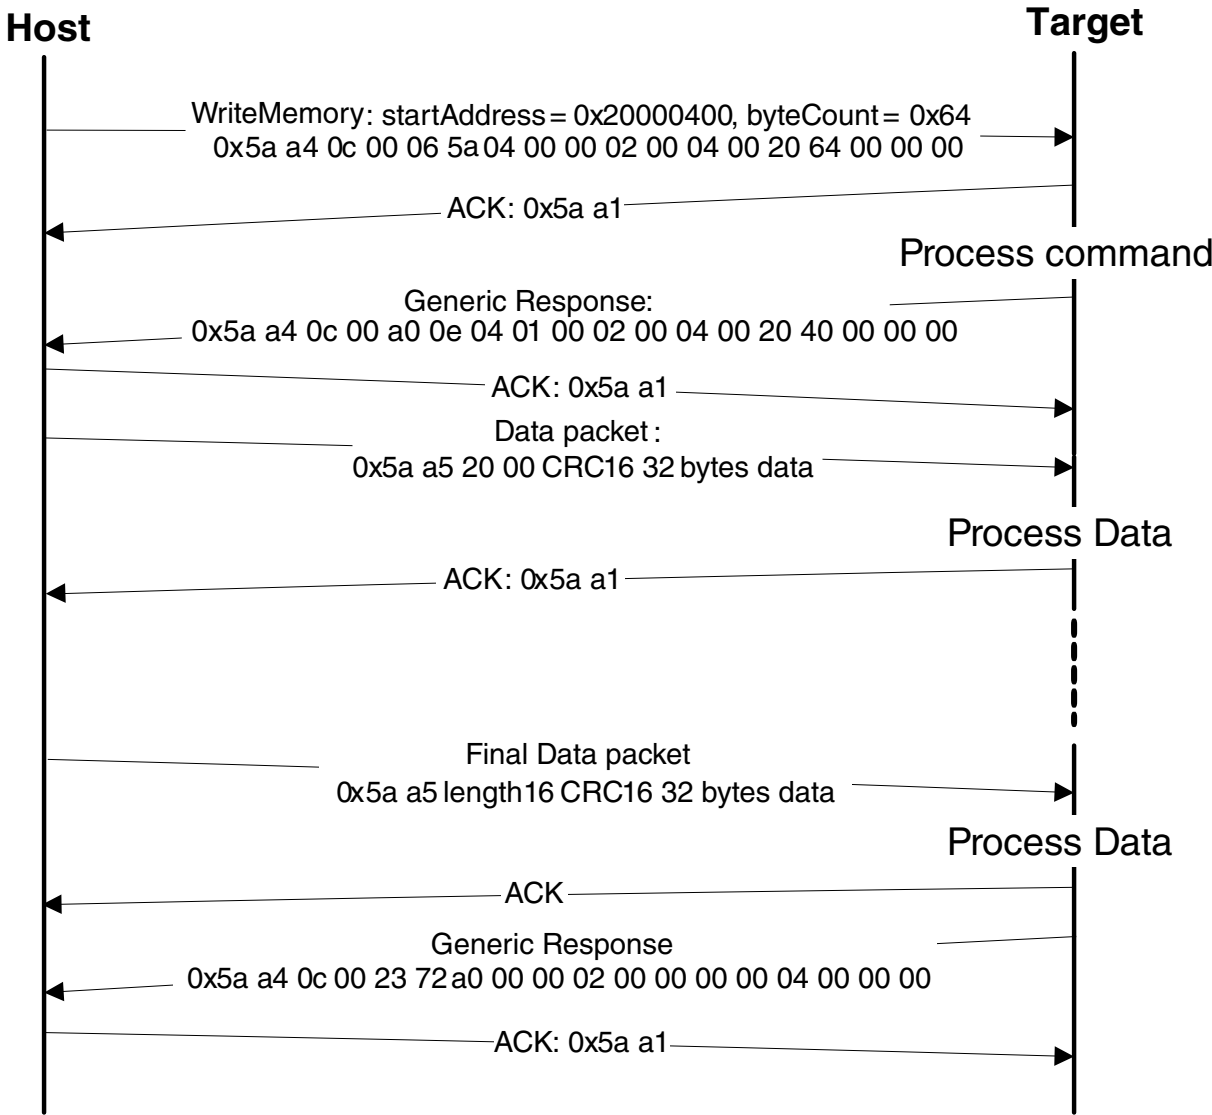 Host
Target
WriteMemory: startAddress = 0x20000400, byteCount = 0x64
0x5a a4 0c 00 06 5a 04 00 00 02 00 04 00 20 64 00 00 00
ACK: 0x5a a1
Process command
Generic Response:
0x5a a4 0c 00 a0 0e 04 01 00 02 00 04 00 20 40 00 00 00
ACK: 0x5a a1
Data packet :
0x5a a5 20 00 CRC16 32 bytes data
Process Data
ACK: 0x5a a1
Final Data packet
0x5a a5 length16 CRC16 32 bytes data
Process Data
ACK
Generic Response
0x5a a4 0c 00 23 72 a0 00 00 02 00 00 00 00 04 00 00 00
ACK: 0x5a a1